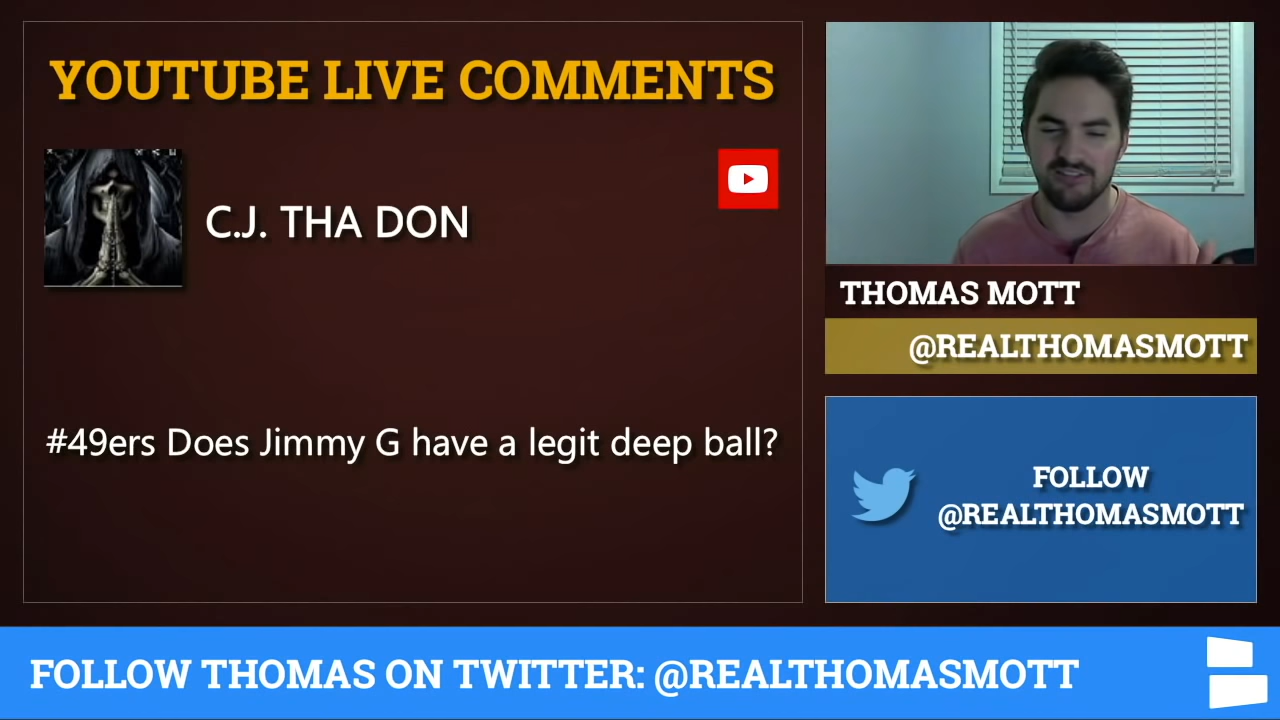 YOUTUBE LIVE COMMENTS
C.J. THA DON
#49ers Does Jimmy G have a legit deep ball?
THOMAS MOTT
@REALTHOMASMOTT
FOLLOW
@REALTHOMASMOTT
FOLLOW THOMAS ON TWITTER: @REALTHOMASMOTT